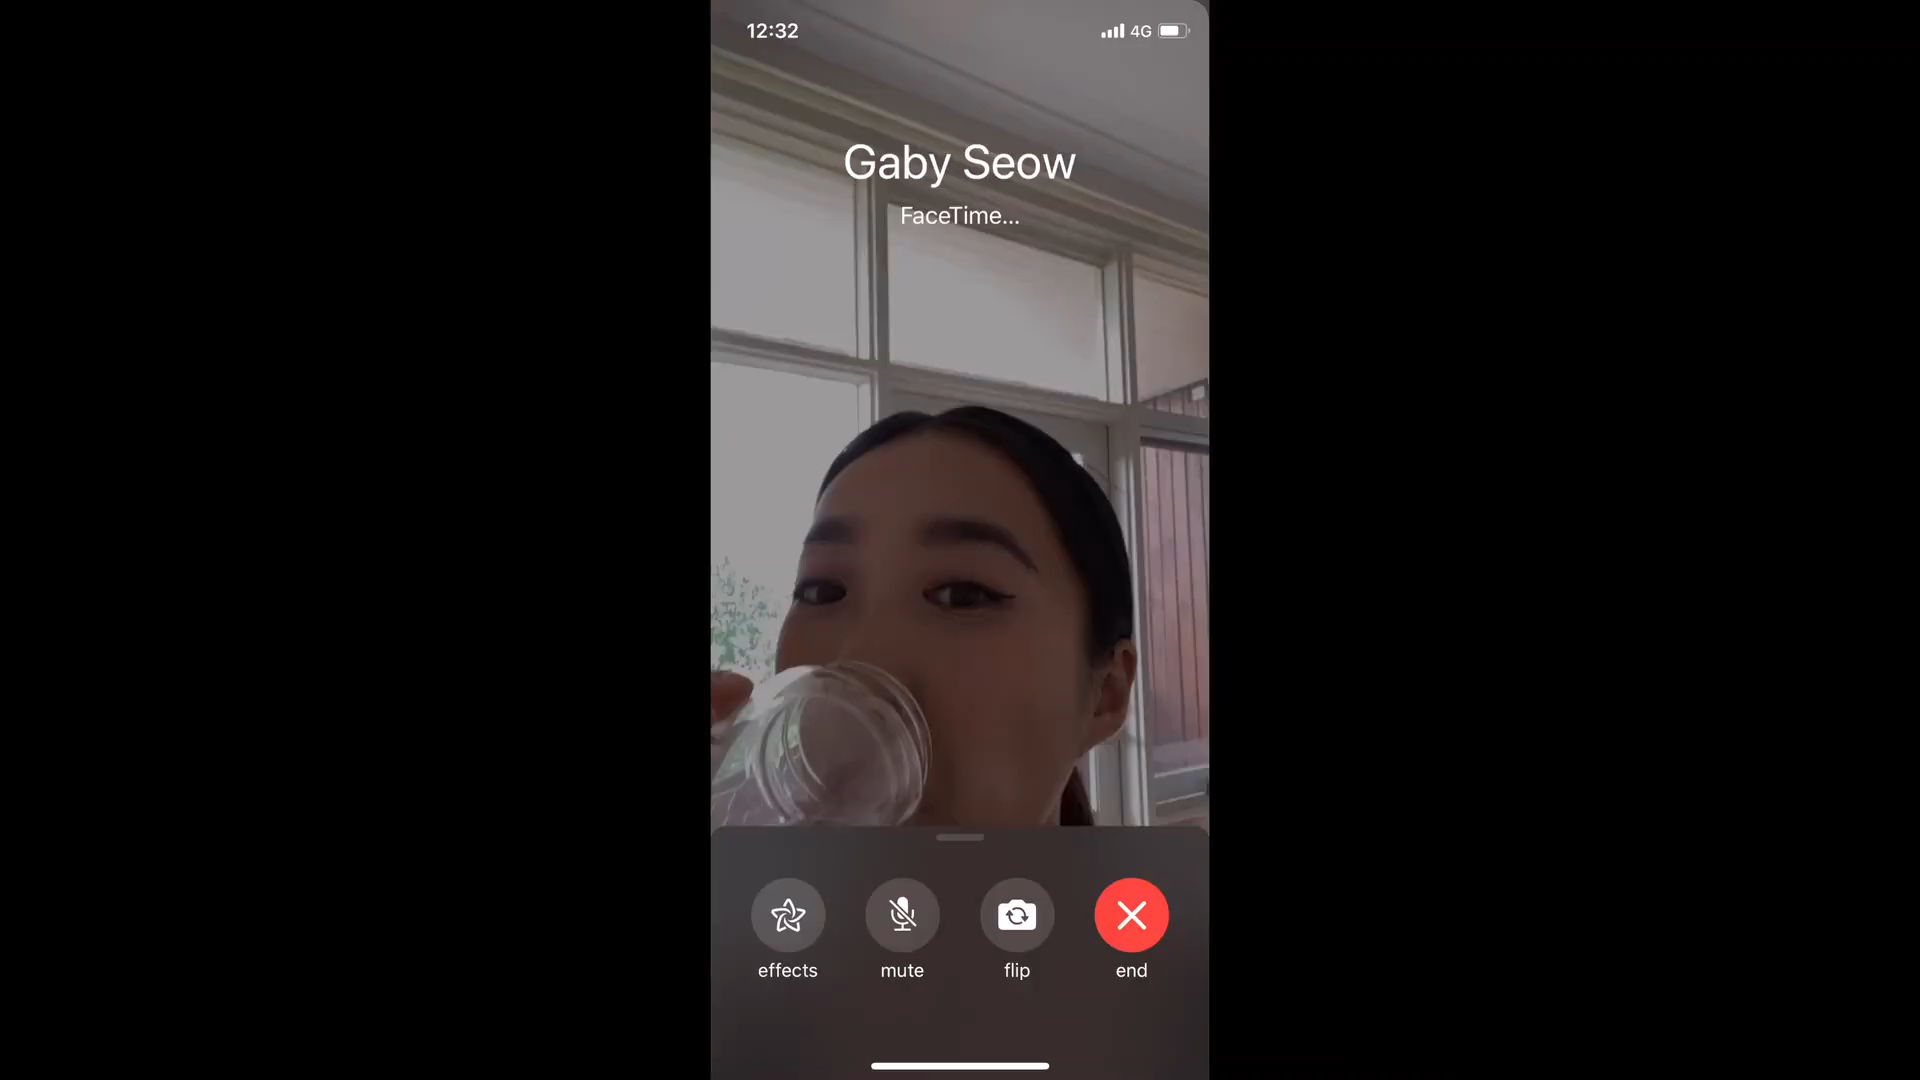 12:32
4G
Gaby Seow
FaceTime...
effects
mute
flip
end